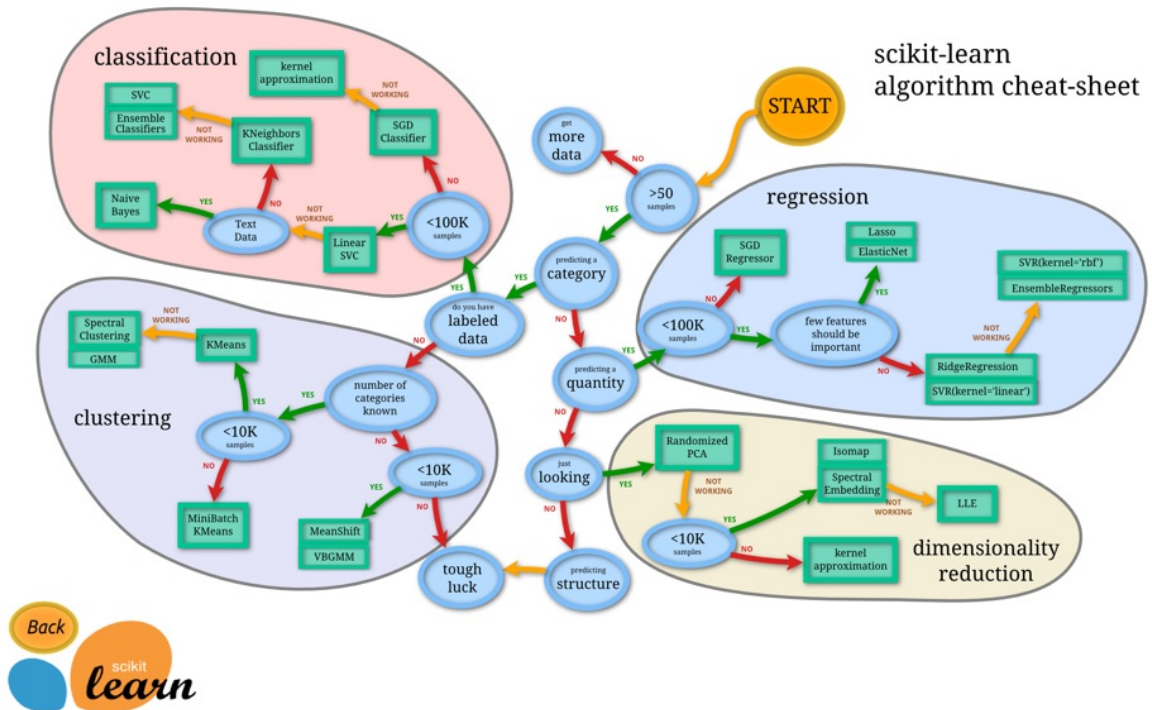 scikit-learn
algorithm cheat-sheet
START
classification
kernel
approximation
NOT
WORKING
SVC
Ensemble
Classifiers
NOT
WORKING
KNeighbors
Classifier
SGD
Classifier
NO
Naive
Bayes
YES
NO
Text
Data
NOT
WORKING
Linear
SVC
YES
<100K
samples
YES
get
more
data
NO
>50
samples
YES
predicting a
category
YES
do you have
labeled
data
NO
NO
predicting a
quantity
YES
NO
just
looking
YES
NO
predicting
structure
tough
luck
regression
SGD
Regressor
NO
<100K
samples
YES
Lasso
ElasticNet
YES
few features
should be
important
NO
SVR(kernel='rbf')
EnsembleRegressors
NOT
WORKING
RidgeRegression
SVR(kernel='linear')
clustering
Spectral
Clustering
GMM
NOT
WORKING
KMeans
YES
<10K
samples
YES
number of
categories
known
NO
NO
<10K
samples
YES
NO
MiniBatch
KMeans
MeanShift
VBGMM
dimensionality
reduction
Randomized
PCA
NOT
WORKING
<10K
samples
YES
NO
Isomap
Spectral
Embedding
NOT
WORKING
LLE
kernel
approximation
Back
scikit
learn